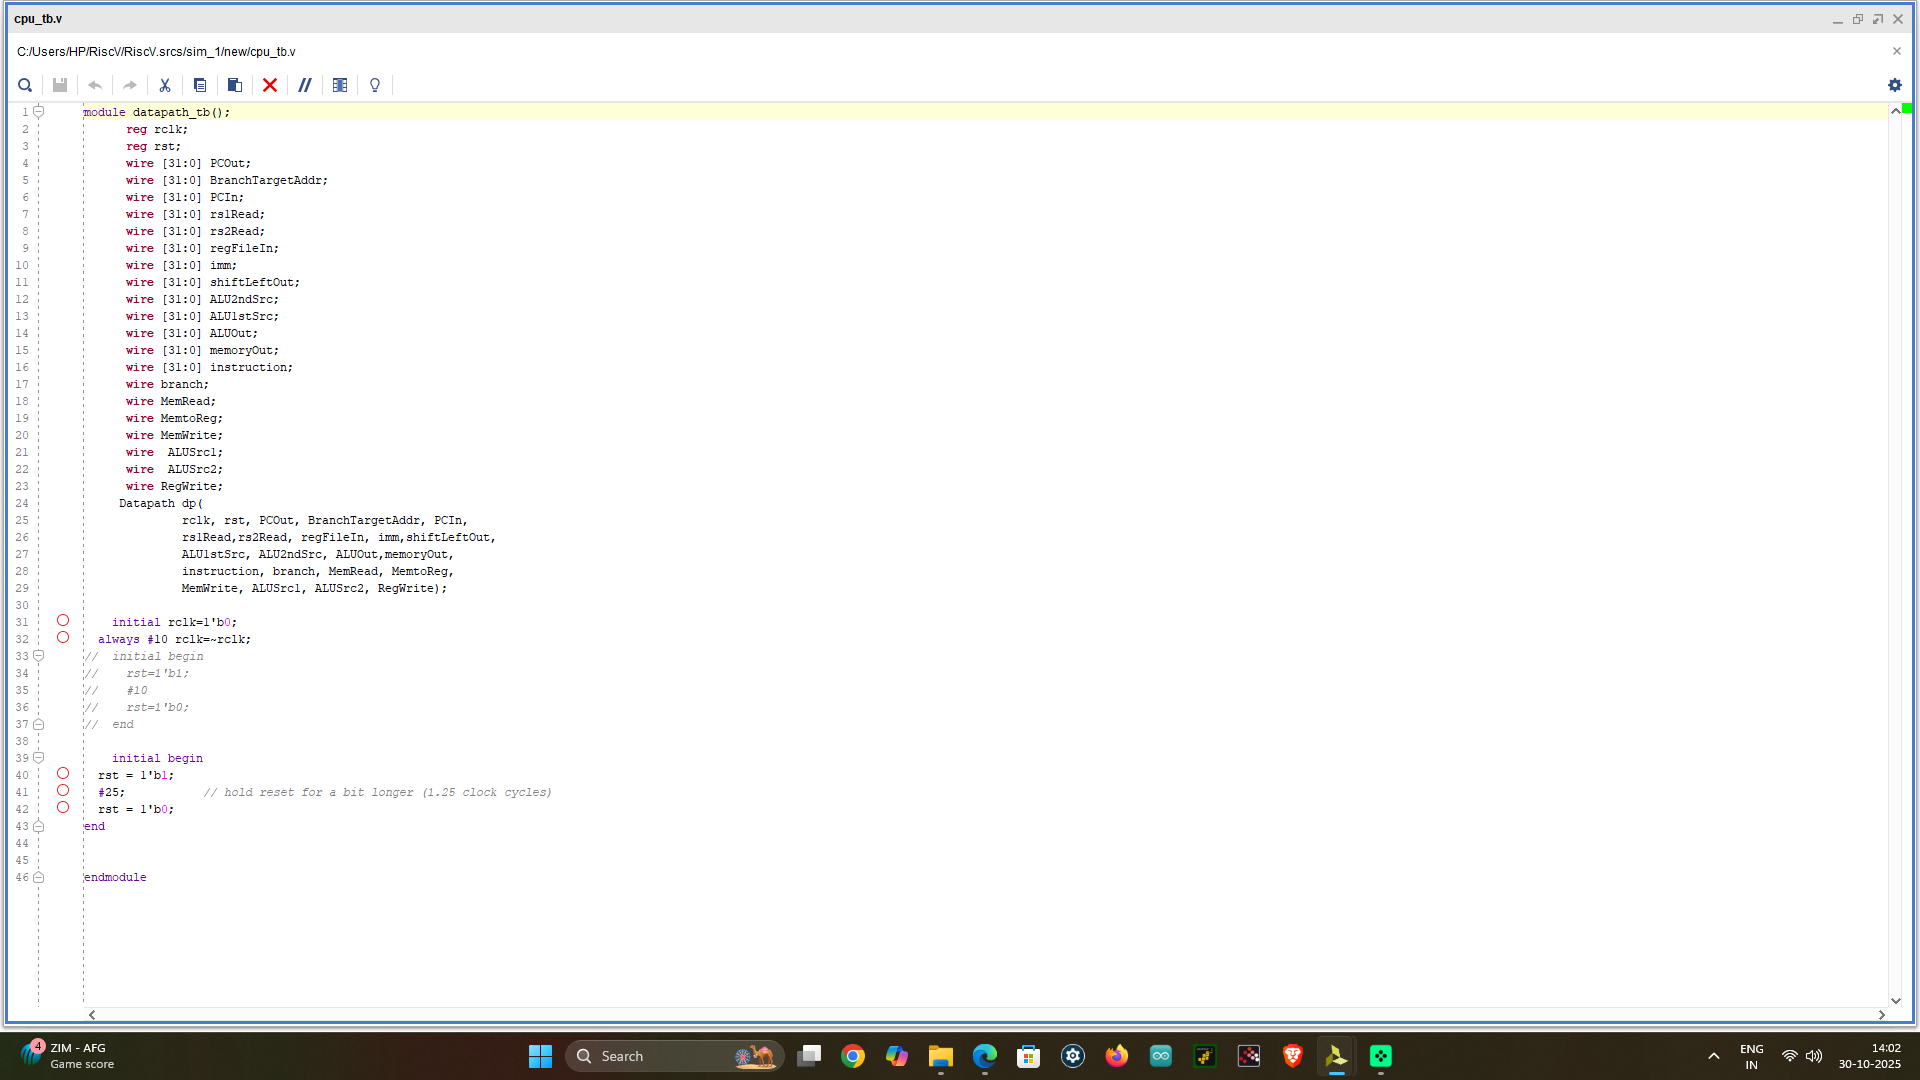 cpu_tb.v
C:/Users/HP/RiscV/RiscV.srcs/sim_1/new/cpu_tb.v
1 module datapath_tb();
2 reg rclk;
3 reg rst;
4 wire [31:0] PCOut;
5 wire [31:0] BranchTargetAddr;
6 wire [31:0] PCIn;
7 wire [31:0] rs1Read;
8 wire [31:0] rs2Read;
9 wire [31:0] regFileIn;
10 wire [31:0] imm;
11 wire [31:0] shiftLeftOut;
12 wire [31:0] ALU2ndSrc;
13 wire [31:0] ALU1stSrc;
14 wire [31:0] ALUOut;
15 wire [31:0] memoryOut;
16 wire [31:0] instruction;
17 wire branch;
18 wire MemRead;
19 wire MemtoReg;
20 wire MemWrite;
21 wire  ALUSrc1;
22 wire  ALUSrc2;
23 wire RegWrite;
24 Datapath dp(
25 rclk, rst, PCOut, BranchTargetAddr, PCIn,
26 rs1Read,rs2Read, regFileIn, imm,shiftLeftOut,
27 ALU1stSrc, ALU2ndSrc, ALUOut,memoryOut,
28 instruction, branch, MemRead, MemtoReg,
29 MemWrite, ALUSrc1, ALUSrc2, RegWrite);
30
31 initial rclk=1'b0;
32 always #10 rclk=~rclk;
33 //  initial begin
34 //    rst=1'b1;
35 //    #10
36 //    rst=1'b0;
37 //  end
38
39 initial begin
40 rst = 1'b1;
41 #25;           // hold reset for a bit longer (1.25 clock cycles)
42 rst = 1'b0;
43 end
44
45
46 endmodule
4
ZIM - AFG
Game score
Search
ENG
IN
14:02
30-10-2025